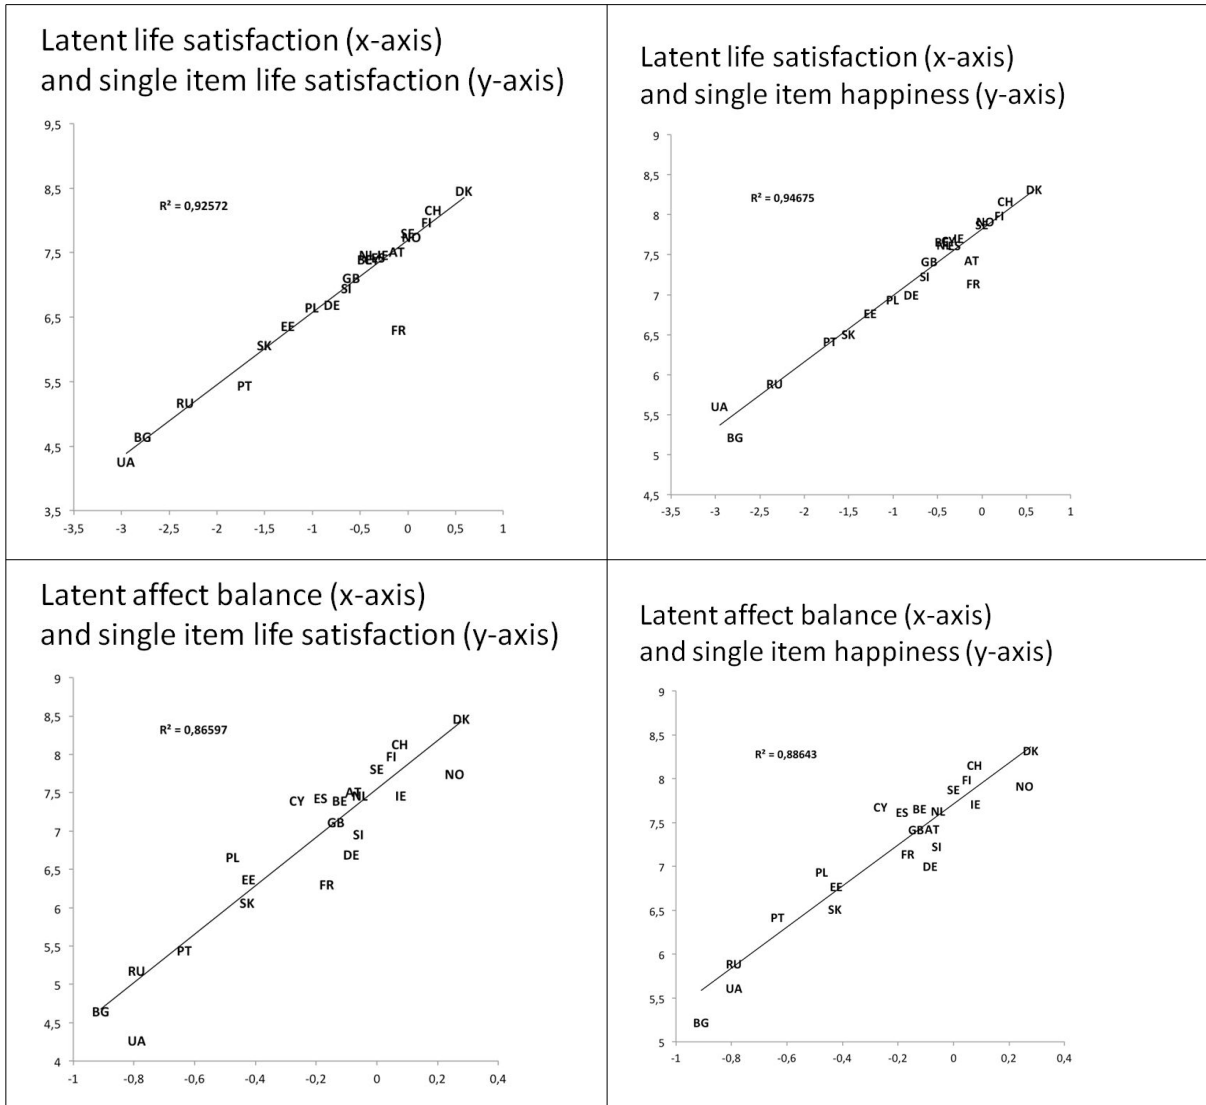 Latent life satisfaction (x-axis)
and single item life satisfaction (y-axis)
9,5
8,5
7,5
6,5
5,5
4,5
3,5
R² = 0,92572
DK
CH
FI
SE
NO
AT
NL
IE
BE
ES
GB
SI
DE
PL
EE
FR
SK
PT
RU
BG
UA
-3,5 -3 -2,5 -2 -1,5 -1 -0,5 0 0,5 1
Latent life satisfaction (x-axis)
and single item happiness (y-axis)
9
8,5
8
7,5
7
6,5
6
5,5
5
4,5
R² = 0,94675
DK
CH
FI
NO
SE
IE
CY
BE
NL
ES
GB
AT
SI
FR
DE
PL
EE
SK
PT
RU
UA
BG
-3,5 -3 -2,5 -2 -1,5 -1 -0,5 0 0,5 1
Latent affect balance (x-axis)
and single item life satisfaction (y-axis)
9
8,5
8
7,5
7
6,5
6
5,5
5
4,5
4
R² = 0,86597
DK
CH
FI
SE
NO
CY
ES
BE
AT
NL
IE
GB
SI
DE
PL
EE
FR
SK
PT
RU
BG
UA
-1 -0,8 -0,6 -0,4 -0,2 0 0,2 0,4
Latent affect balance (x-axis)
and single item happiness (y-axis)
9
8,5
8
7,5
7
6,5
6
5,5
5
R² = 0,88643
DK
CH
FI
NO
SE
IE
CY
ES
BE
NL
GB
AT
SI
FR
DE
PL
EE
SK
PT
RU
UA
BG
-1 -0,8 -0,6 -0,4 -0,2 0 0,2 0,4